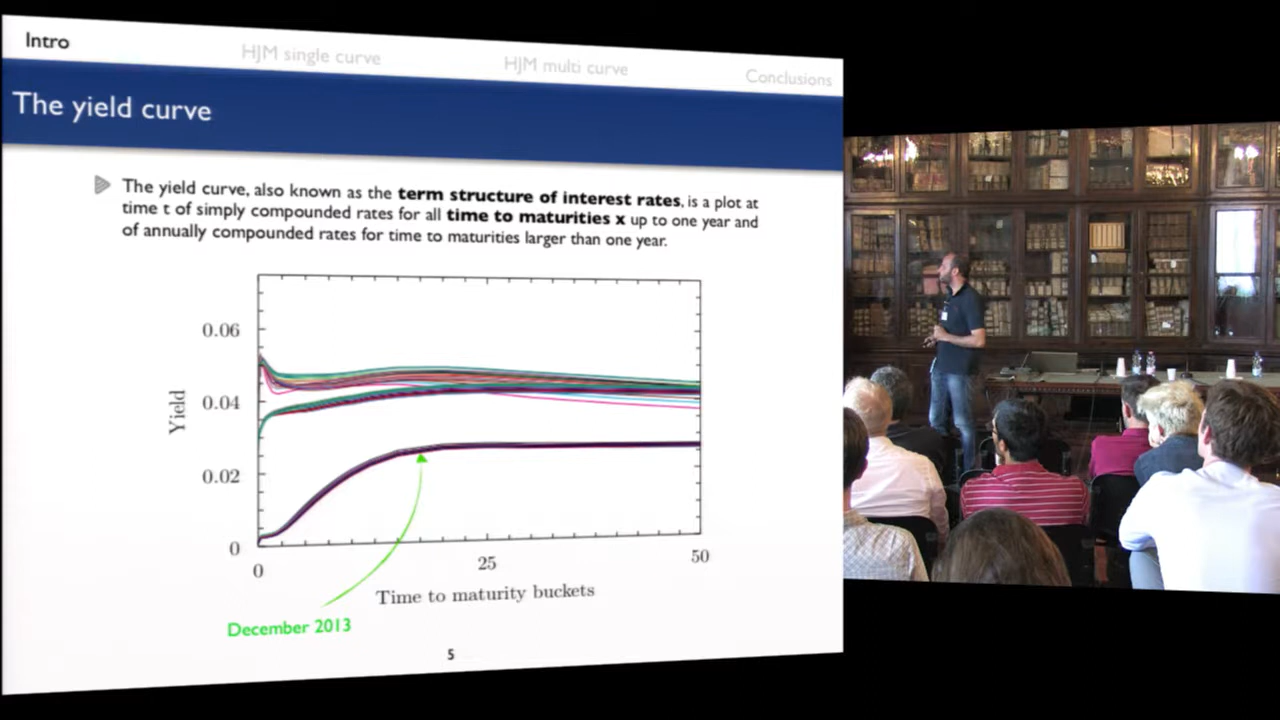 Intro
HJM single curve
HJM multi curve
Conclusions
The yield curve
The yield curve, also known as the term structure of interest rates, is a plot at
time t of simply compounded rates for all time to maturities x up to one year and
of annually compounded rates for time to maturities larger than one year.
0.06
0.04
0.02
0
Yield
0
25
50
Time to maturity buckets
December 2013
5